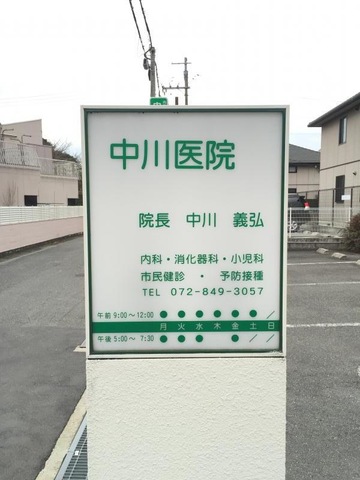 中川医院
院長 中川 義弘
内科・消化器科・小児科
市民健診 ・ 予防接種
TEL 072-849-3057
午前 9:00～12:00 ● ● ● ● ● ● ／
月 火 水 木 金 土 日
午後 5:00～ 7:30 ● ● ● ● ／ ／